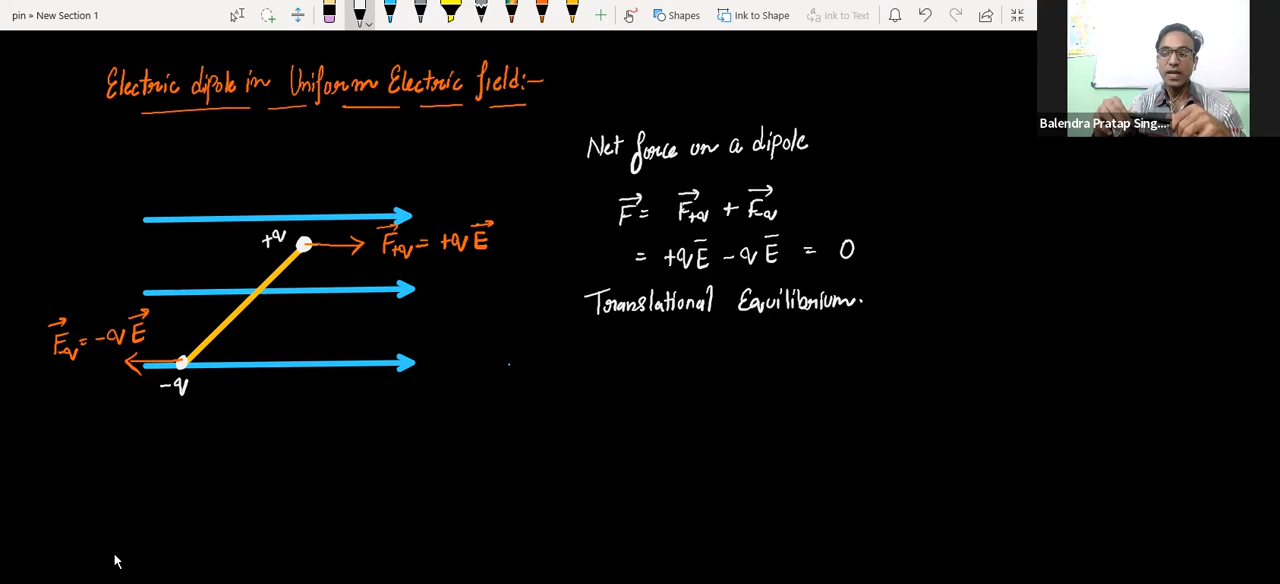 pin » New Section 1
Shapes
Ink to Shape
Ink to Text
Balendra Pratap Sing...
Electric dipole in Uniform Electric field:-
Net force on a dipole
F⃗ = F⃗+q + F⃗-q
= +qE̅ - qE̅ = 0
Translational Equilibrium.
+q
F⃗+q = +qE⃗
F⃗-q = -qE⃗
-q